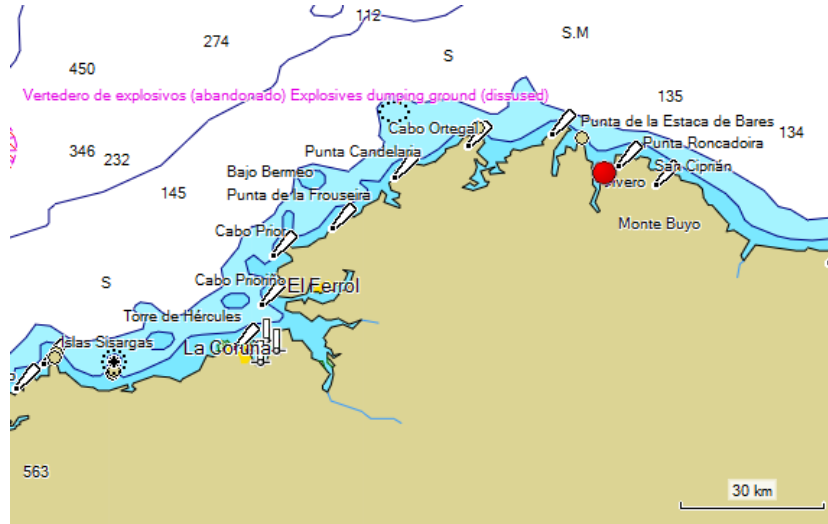 112
S.M
274
S
450
Vertedero de explosivos (abandonado) Explosives dumping ground (dissused)
135
Punta de la Estaca de Bares
134
Cabo Ortegal
Punta Roncadoira
346
232
Punta Candelaria
San Ciprián
Bajo Bermeo
145
Punta de la Frouseira
Monte Buyo
Cabo Prior
S
Cabo Prioriño
El Ferrol
Torre de Hércules
Islas Sisargas
La Coruña
563
30 km